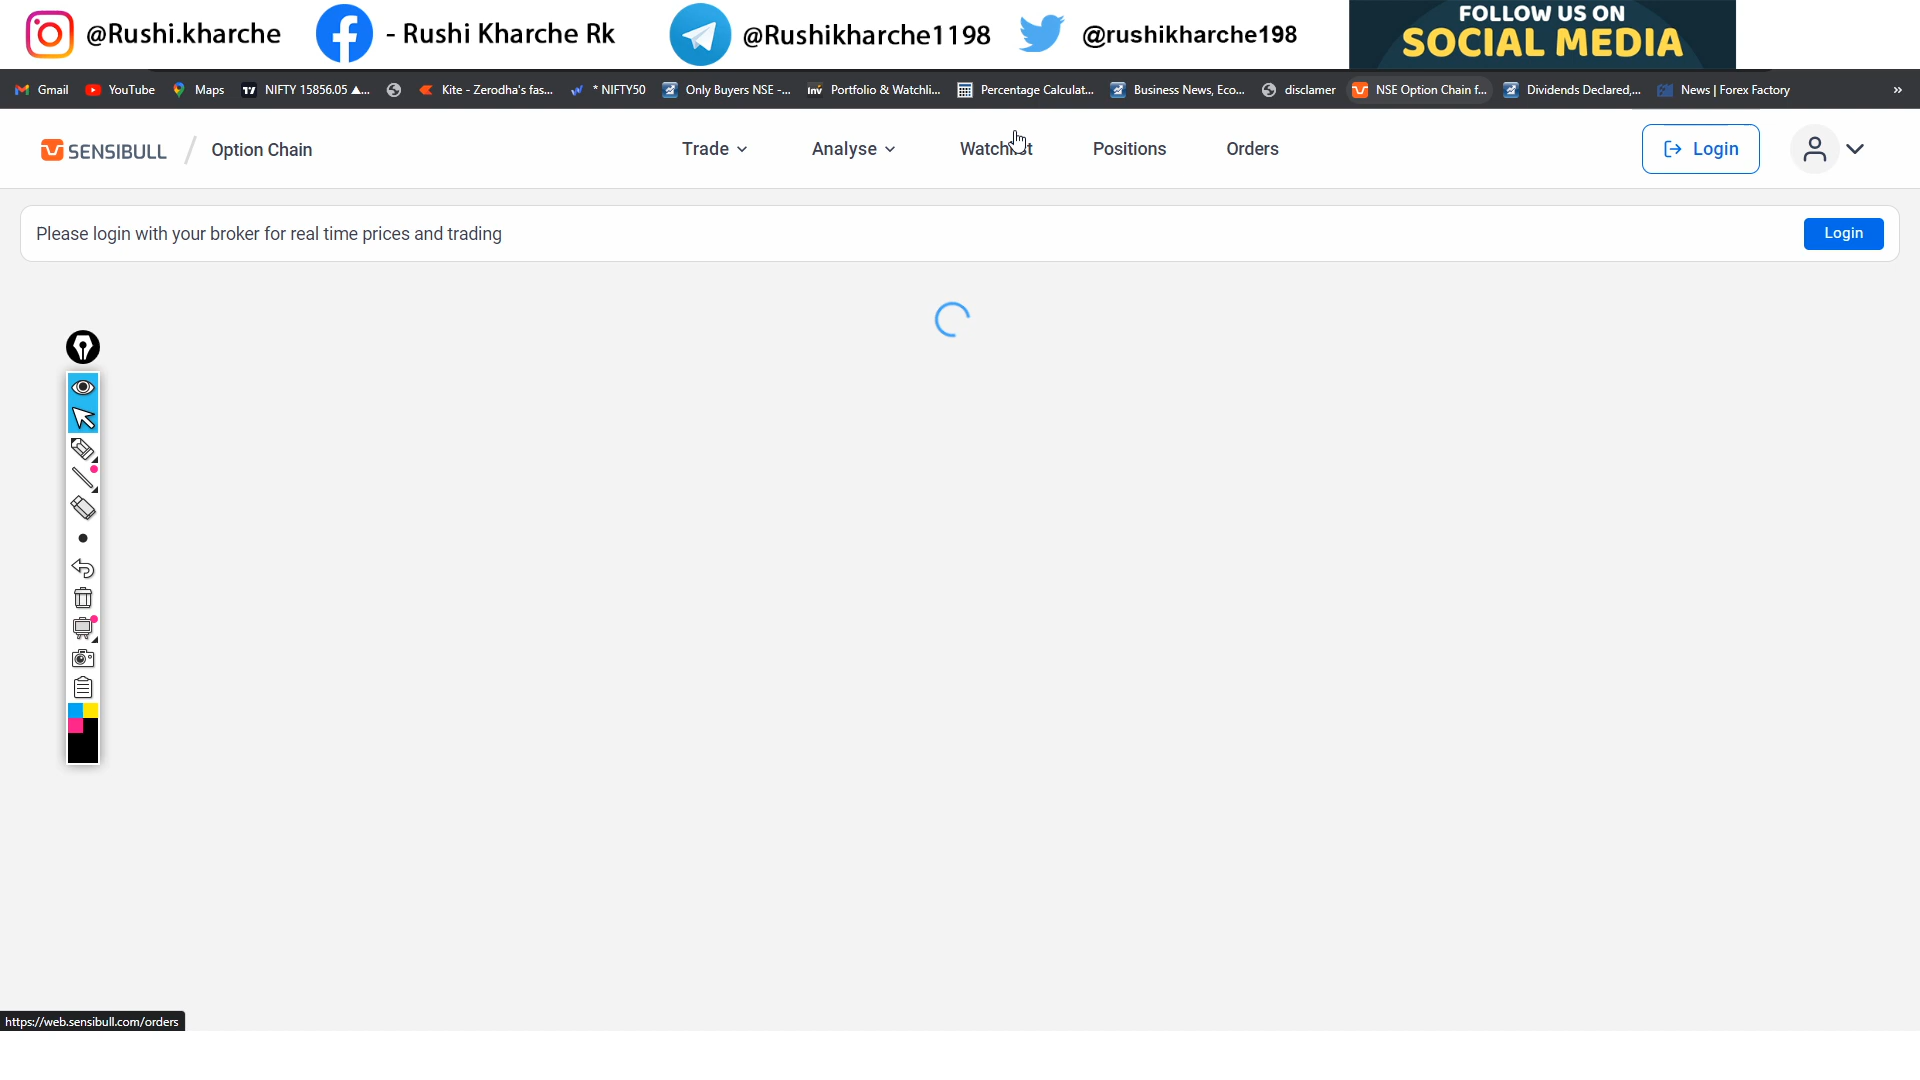 @Rushi.kharche - Rushi Kharche Rk @Rushikharche1198 @rushikharche198 FOLLOW US ON
SOCIAL MEDIA
Gmail YouTube Maps NIFTY 15856.05 ▲... Kite - Zerodha's fas... * NIFTY50 Only Buyers NSE -... Portfolio & Watchli... Percentage Calculat... Business News, Eco... disclamer NSE Option Chain f... Dividends Declared,... News | Forex Factory »
SENSIBULL / Option Chain Trade Analyse Watchlist Positions Orders Login
Please login with your broker for real time prices and trading Login
https://web.sensibull.com/orders